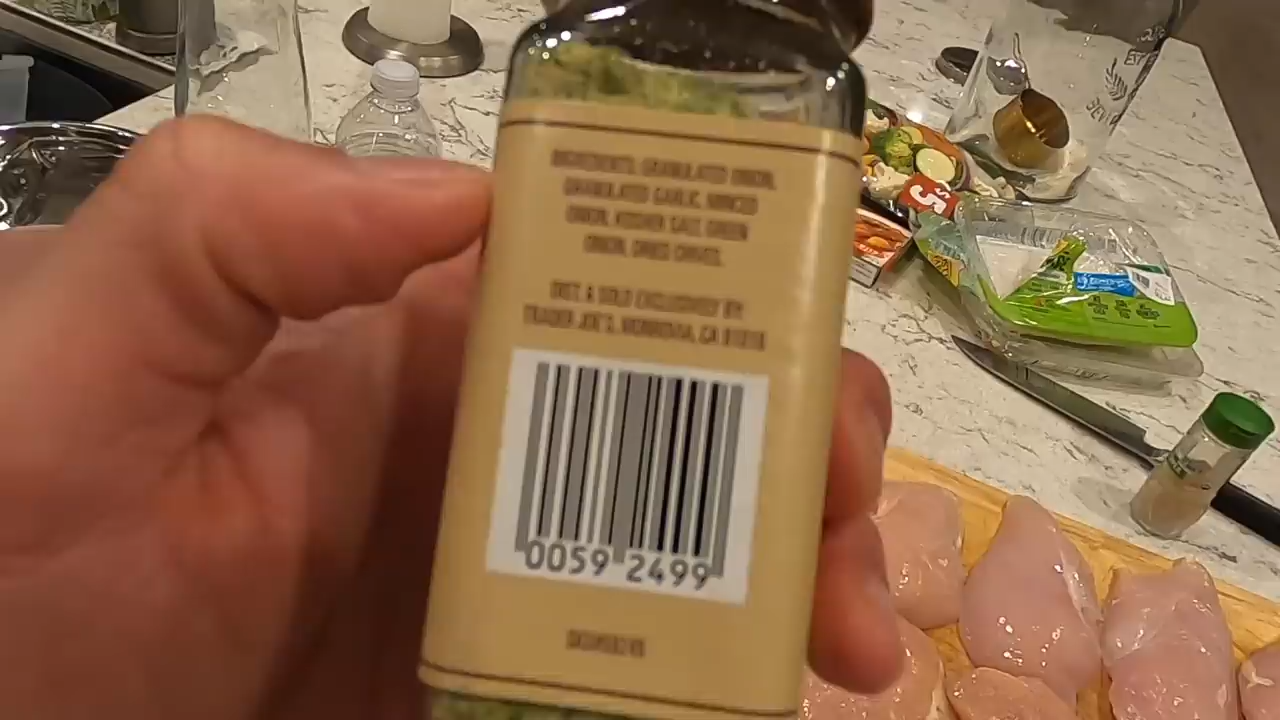 INGREDIENTS: GRANULATED ONION,
GRANULATED GARLIC, MINCED
ONION, KOSHER SALT, GREEN
ONION, DRIED CHIVES.
DIST. & SOLD EXCLUSIVELY BY:
TRADER JOE'S, MONROVIA, CA
0059 2499
$5